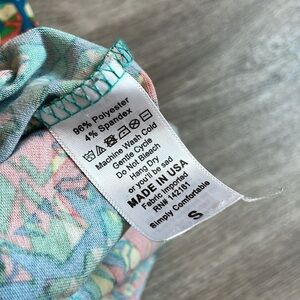 96% Polyester
4% Spandex
Machine Wash Cold
Gentle Cycle
Do Not Bleach
Hang Dry
or you'll be sad
MADE IN USA
Fabric Imported
RN# 142161
Simply Comfortable
S